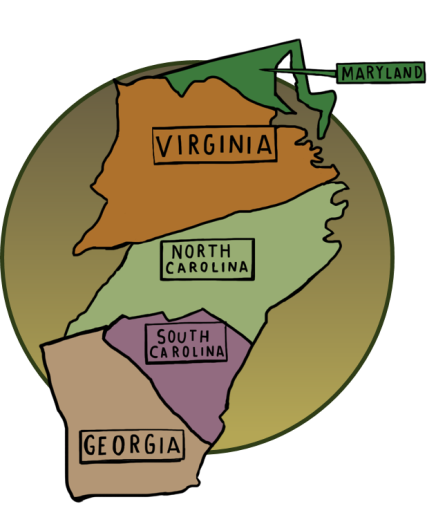 MARYLAND
VIRGINIA
NORTH
CAROLINA
SOUTH
CAROLINA
GEORGIA